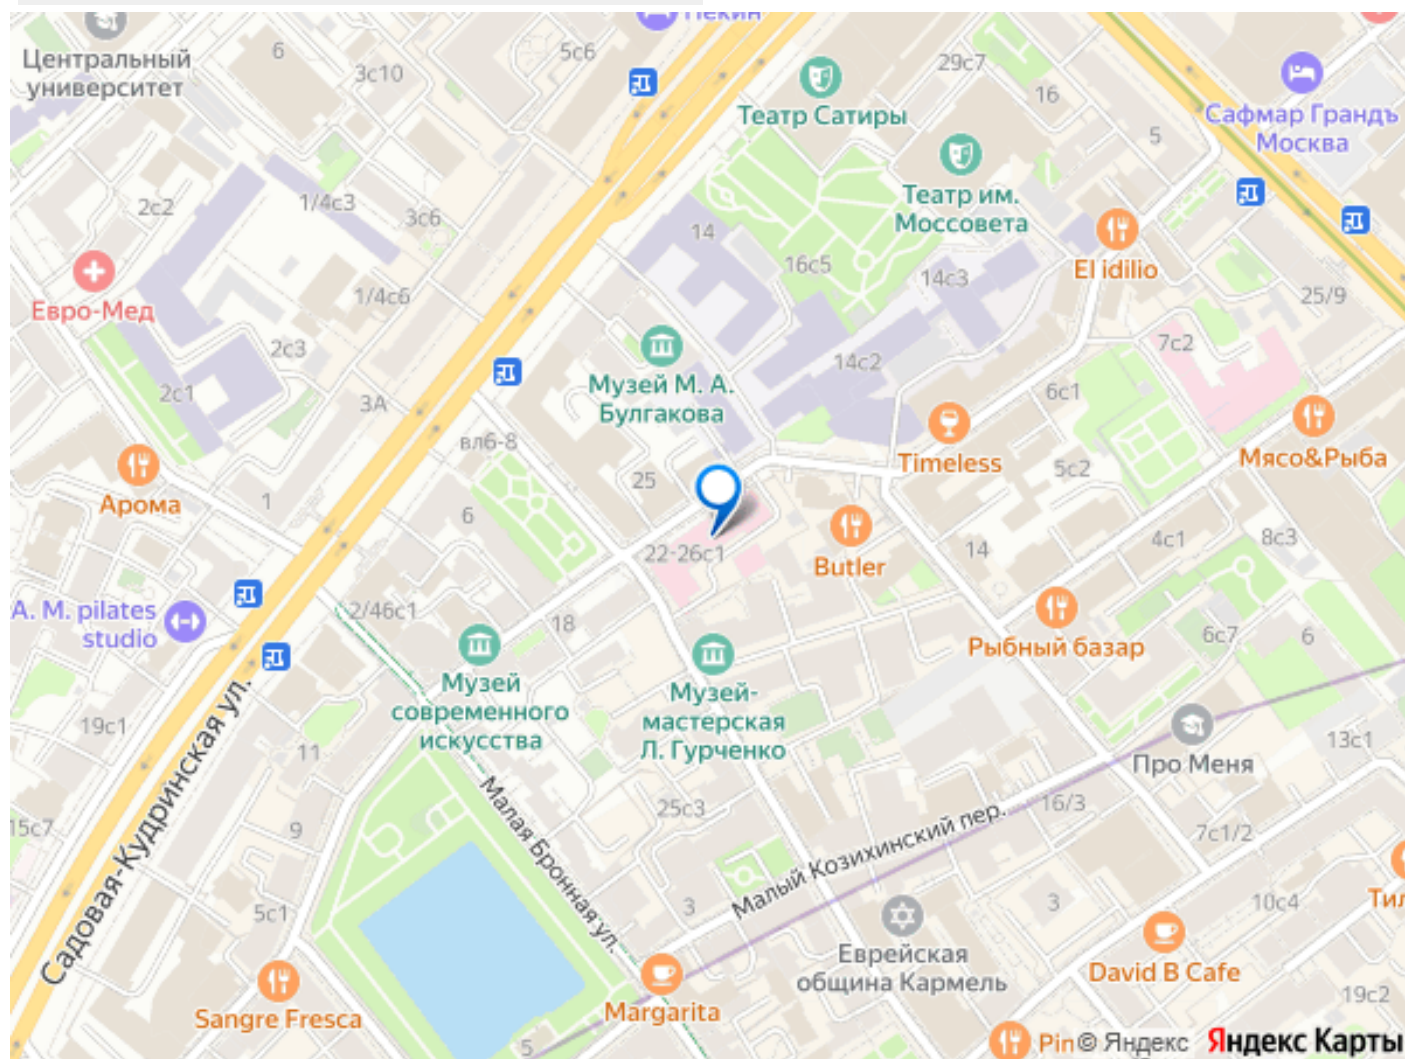 Пекин
Центральный
университет
6
3с10
5с6
29с7
16
Театр Сатиры
Сафмар Грандъ
Москва
5
Театр им.
Моссовета
2с2
1/4с3
3с6
14
16с5
14с3
El idilio
Евро-Мед
1/4с6
25/9
2с3
7с2
Музей М. А.
Булгакова
14с2
2с1
3А
6с1
вл6-8
Timeless
5с2
Мясо&Рыба
Арома
1
25
6
22-26с1
Butler
14
4с1
8с3
A. M. pilates
studio
2/46с1
18
Рыбный базар
6с7
6
Музей
современного
искусства
Музей-
мастерская
Л. Гурченко
19с1
11
Про Меня
13с1
Садовая-Кудринская ул.
Малая Бронная ул.
25с3
16/3
15с7
9
Малый Козихинский пер.
7с1/2
5с1
3
3
10с4
Тил
Еврейская
община Кармель
David B Cafe
Sangre Fresca
Margarita
19с2
5
Pin
© Яндекс
Яндекс Карты